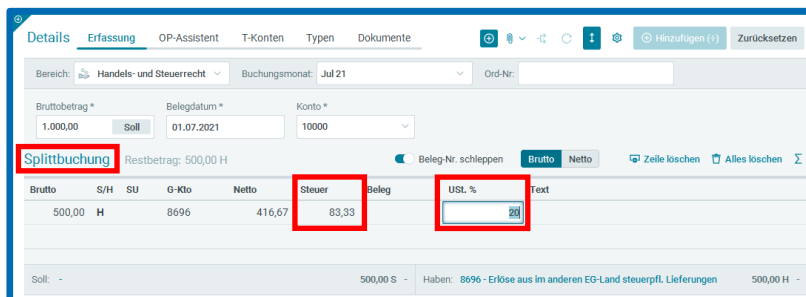 Details Erfassung OP-Assistent T-Konten Typen Dokumente Hinzufügen (+) Zurücksetzen
Bereich: Handels- und Steuerrecht Buchungsmonat: Jul 21 Ord-Nr:
Bruttobetrag * Belegdatum * Konto *
1.000,00 Soll 01.07.2021 10000
Splittbuchung Restbetrag: 500,00 H Beleg-Nr. schleppen Brutto Netto Zeile löschen Alles löschen Σ
Brutto S/H SU G-Kto Netto Steuer Beleg USt. % Text
500,00 H 8696 416,67 83,33 20
Soll: - 500,00 S - Haben: 8696 - Erlöse aus im anderen EG-Land steuerpfl. Lieferungen 500,00 H -